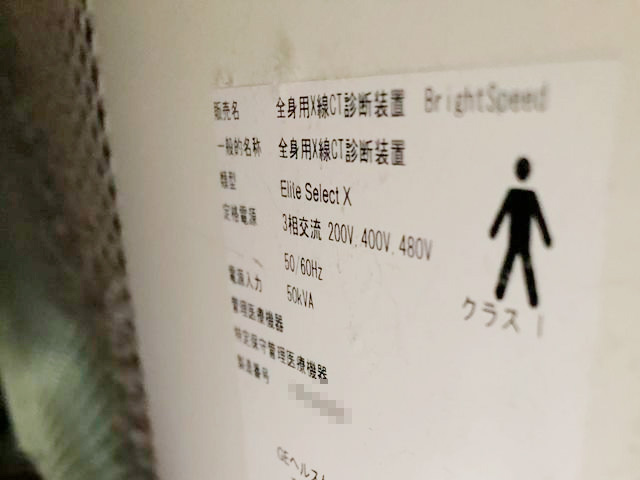 販売名 全身用X線CT診断装置 BrightSpeed
一般的名称 全身用X線CT診断装置
類型 Elite Select X
定格電源 3相交流 200V, 400V, 480V
50/60Hz
電源入力 50kVA
管理医療機器
特定保守管理医療機器
製造番号
クラス I
GEヘルス